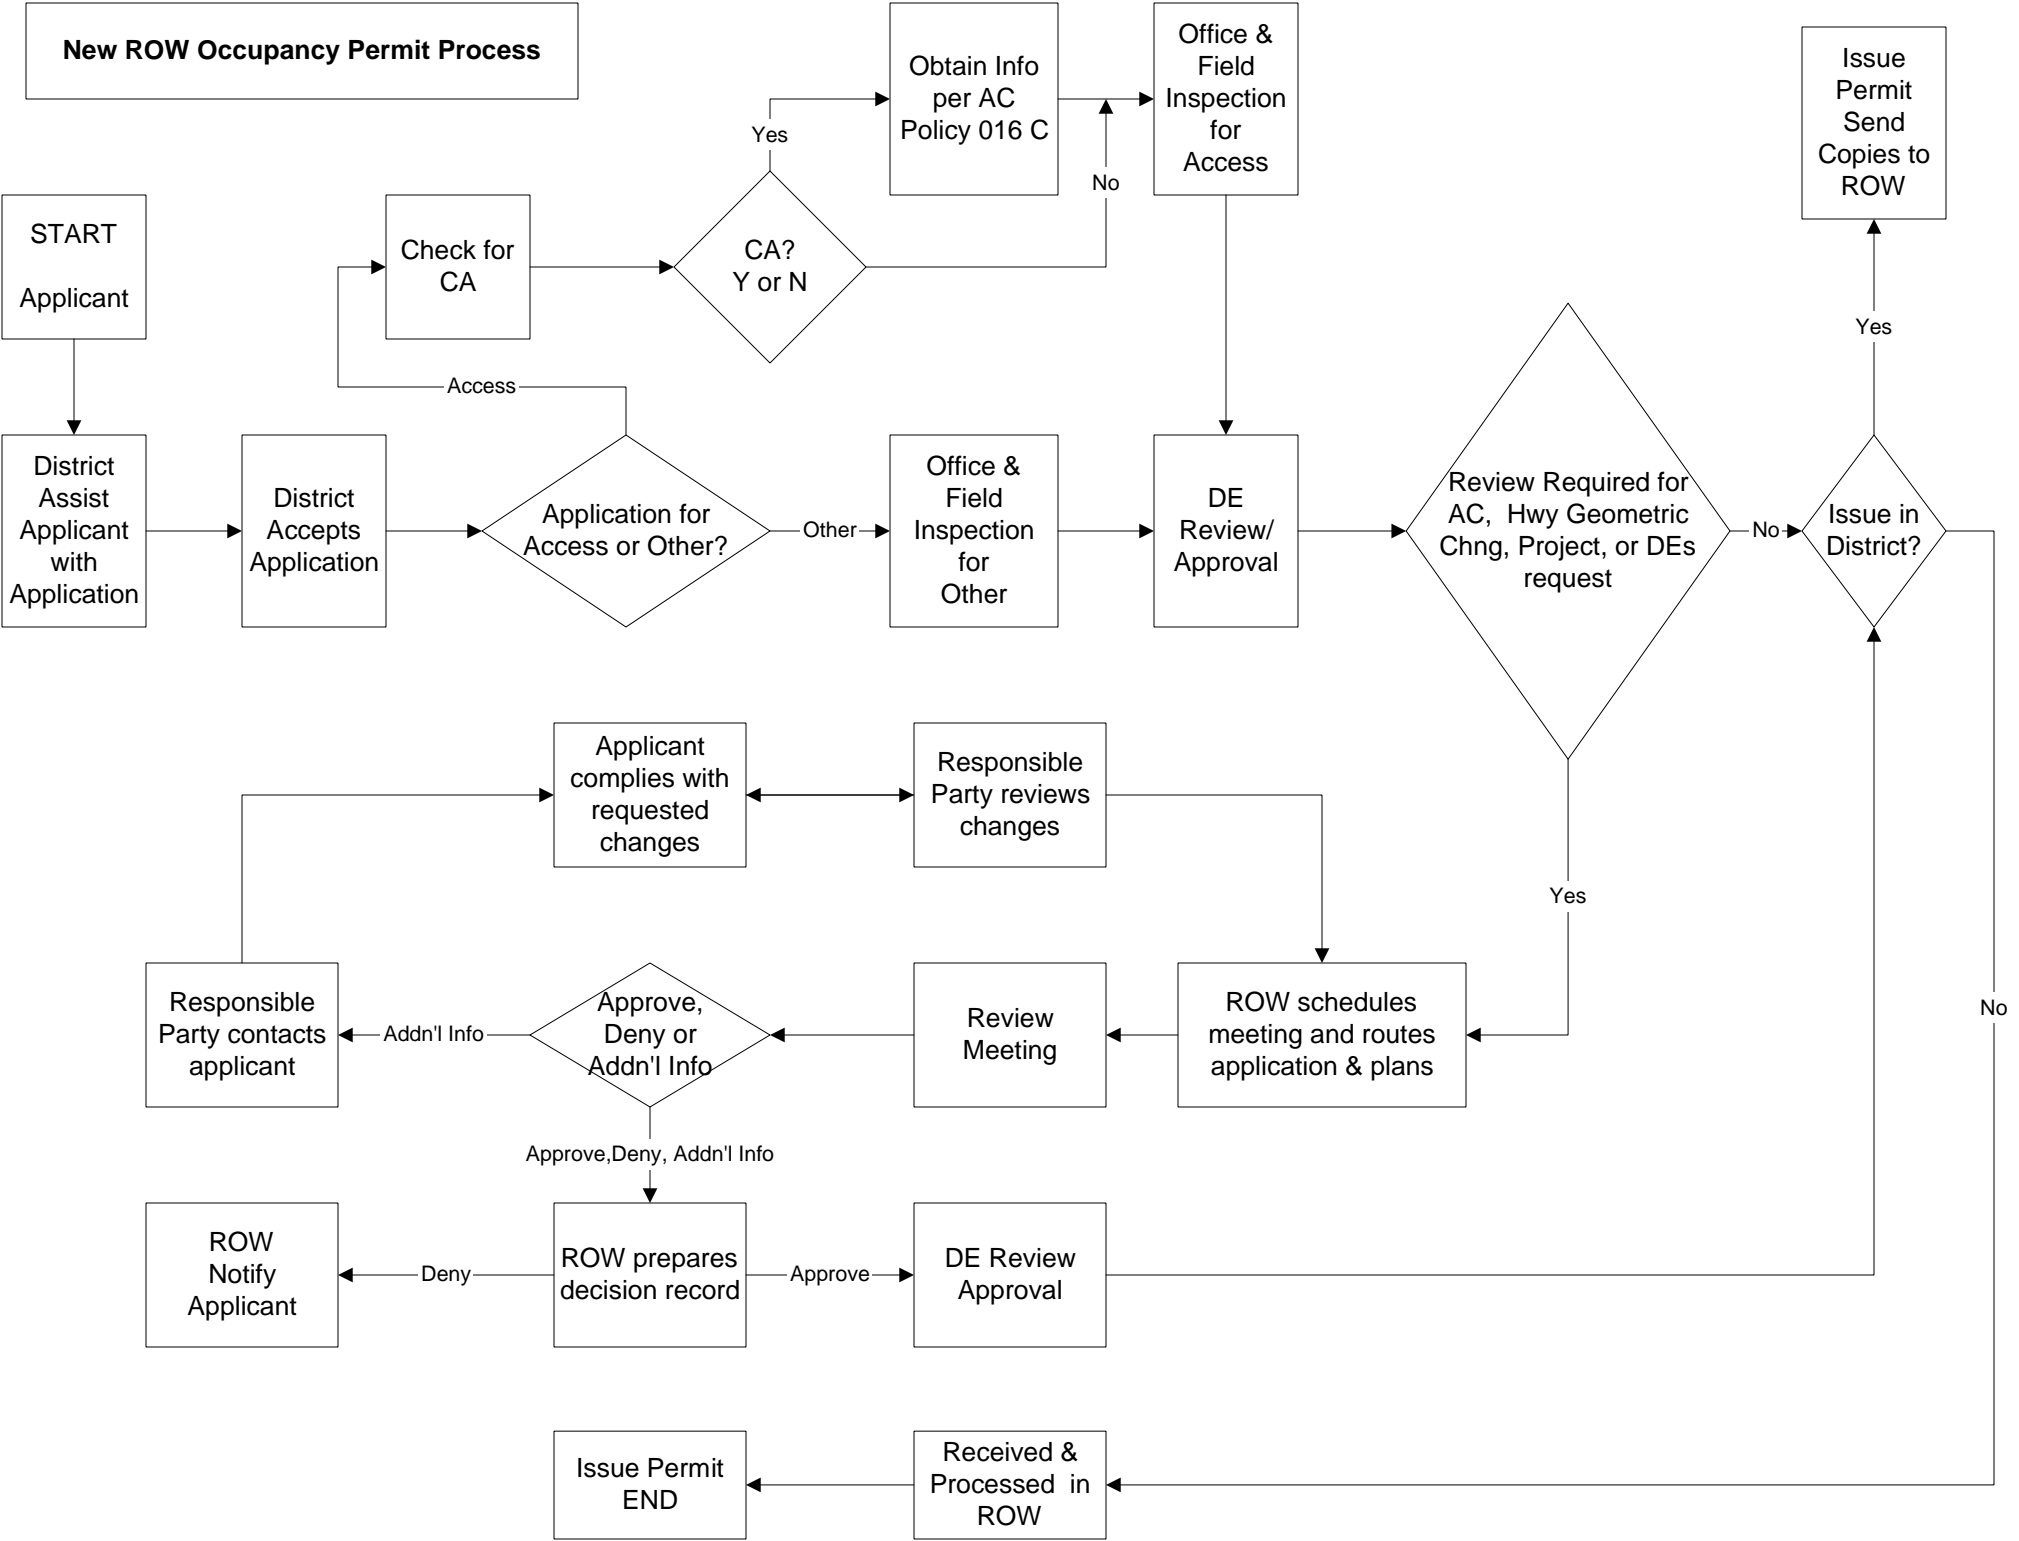 New ROW Occupancy Permit Process
Obtain Info
per AC
Policy 016 C
Office &
Field
Inspection
for
Access
Issue
Permit
Send
Copies to
ROW
Yes
No
START
Applicant
Check for
CA
CA?
Y or N
Yes
Access
District
Assist
Applicant
with
Application
District
Accepts
Application
Application for
Access or Other?
Other
Office &
Field
Inspection
for
Other
DE
Review/
Approval
Review Required for
AC,  Hwy Geometric
Chng, Project, or DEs
request
No
Issue in
District?
Applicant
complies with
requested
changes
Responsible
Party reviews
changes
Yes
Responsible
Party contacts
applicant
Addn'l Info
Approve,
Deny or
Addn'l Info
Review
Meeting
ROW schedules
meeting and routes
application & plans
No
Approve,Deny, Addn'l Info
ROW
Notify
Applicant
Deny
ROW prepares
decision record
Approve
DE Review
Approval
Issue Permit
END
Received &
Processed  in
ROW